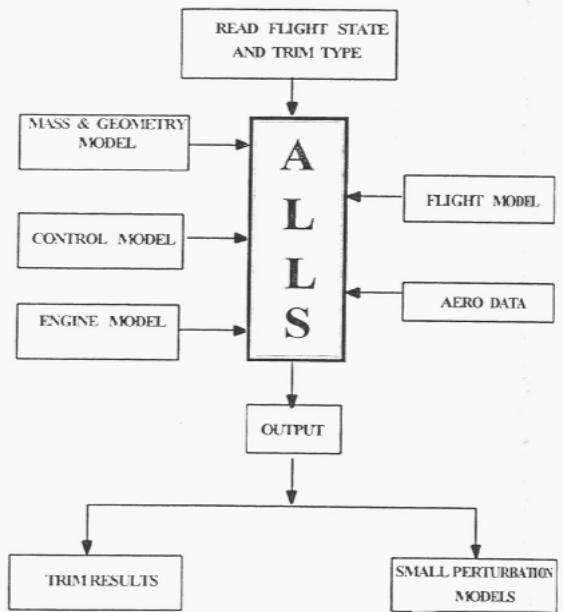 READ FLIGHT STATE
AND TRIM TYPE
MASS & GEOMETRY
MODEL
CONTROL MODEL
ENGINE MODEL
A
L
L
S
FLIGHT MODEL
AERO DATA
OUTPUT
TRIM RESULTS
SMALL PERTURBATION
MODELS